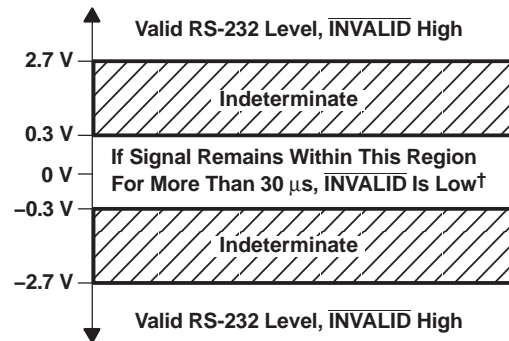 Valid RS-232 Level, INVALID High
2.7 V
Indeterminate
0.3 V
If Signal Remains Within This Region
0 V
For More Than 30 μs, INVALID Is Low†
−0.3 V
Indeterminate
−2.7 V
Valid RS-232 Level, INVALID High